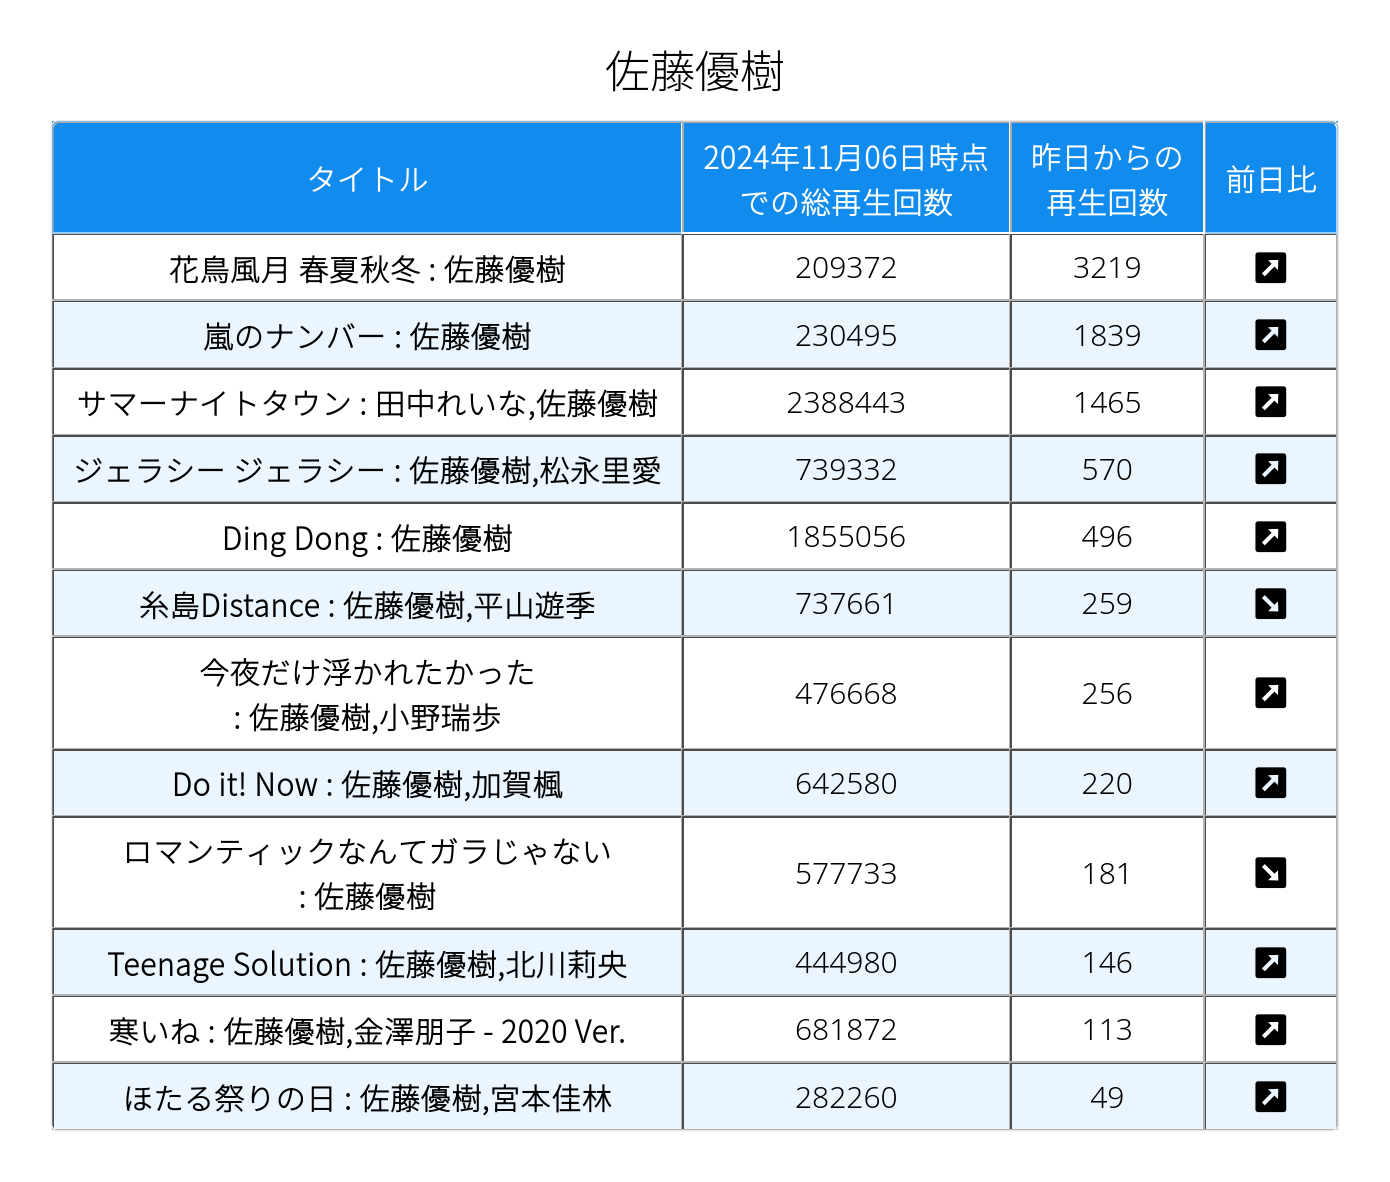 佐藤優樹
タイトル
2024年11月06日時点
での総再生回数
昨日からの
再生回数
前日比
花鳥風月 春夏秋冬 : 佐藤優樹 209372 3219
嵐のナンバー : 佐藤優樹 230495 1839
サマーナイトタウン : 田中れいな,佐藤優樹 2388443 1465
ジェラシー ジェラシー : 佐藤優樹,松永里愛 739332 570
Ding Dong : 佐藤優樹 1855056 496
糸島Distance : 佐藤優樹,平山遊季 737661 259
今夜だけ浮かれたかった
: 佐藤優樹,小野瑞歩 476668 256
Do it! Now : 佐藤優樹,加賀楓 642580 220
ロマンティックなんてガラじゃない
: 佐藤優樹 577733 181
Teenage Solution : 佐藤優樹,北川莉央 444980 146
寒いね : 佐藤優樹,金澤朋子 - 2020 Ver. 681872 113
ほたる祭りの日 : 佐藤優樹,宮本佳林 282260 49